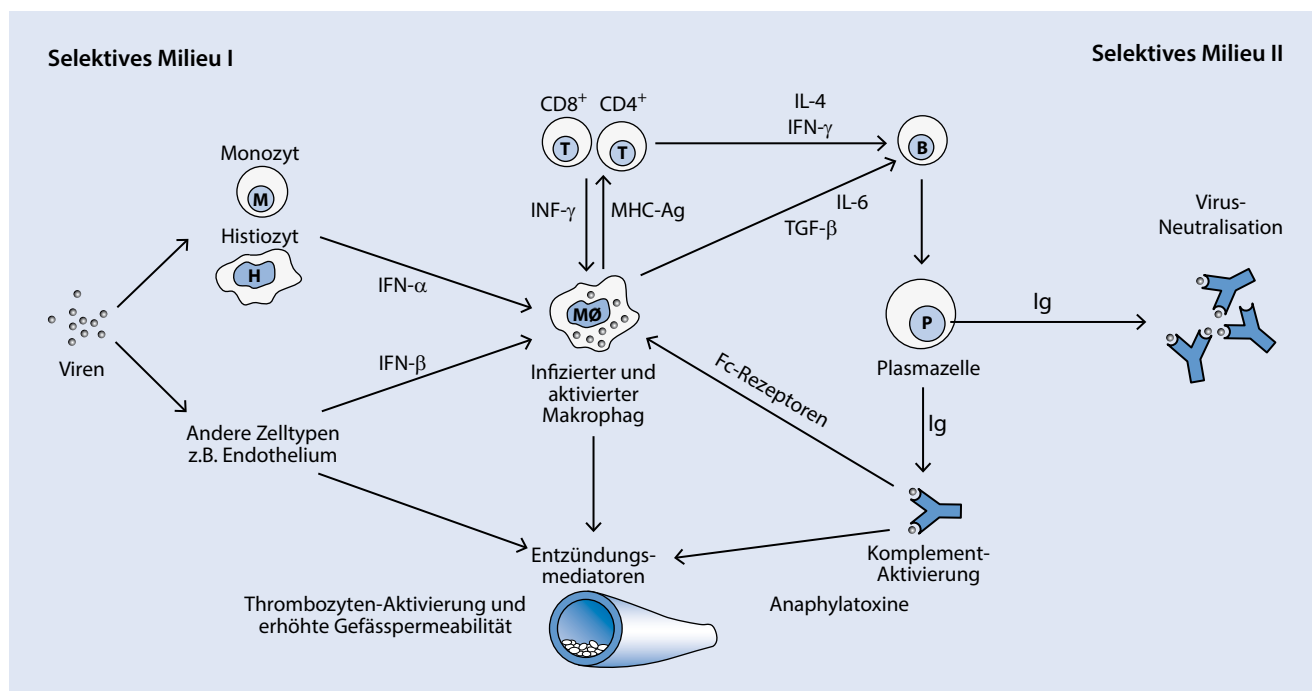 Selektives Milieu I
Selektives Milieu II
CD8+ CD4+
T
T
IL-4
IFN-γ
B
Monozyt
M
Histiozyt
H
INF-γ
MHC-Ag
IL-6
TGF-β
Virus-
Neutralisation
IFN-α
MØ
P
Ig
Viren
IFN-β
Infizierter und
aktivierter
Makrophag
Fc-Rezeptoren
Plasmazelle
Ig
Andere Zelltypen
z.B. Endothelium
Entzündungs-
mediatoren
Komplement-
Aktivierung
Thrombozyten-Aktivierung und
erhöhte Gefässpermeabilität
Anaphylatoxine